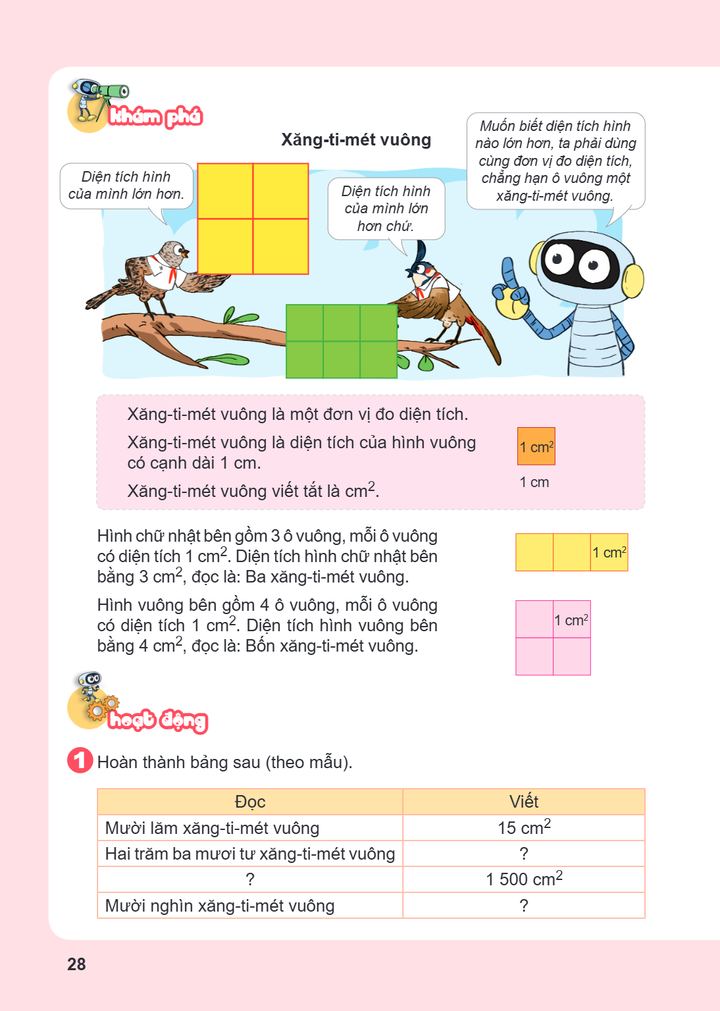 khám phá
Xăng-ti-mét vuông
Diện tích hình
của mình lớn hơn.
Diện tích hình
của mình lớn
hơn chứ.
Muốn biết diện tích hình
nào lớn hơn, ta phải dùng
cùng đơn vị đo diện tích,
chẳng hạn ô vuông một
xăng-ti-mét vuông.
Xăng-ti-mét vuông là một đơn vị đo diện tích.
Xăng-ti-mét vuông là diện tích của hình vuông
có cạnh dài 1 cm.
Xăng-ti-mét vuông viết tắt là cm².
1 cm²
1 cm
Hình chữ nhật bên gồm 3 ô vuông, mỗi ô vuông
có diện tích 1 cm². Diện tích hình chữ nhật bên
bằng 3 cm², đọc là: Ba xăng-ti-mét vuông.
1 cm²
Hình vuông bên gồm 4 ô vuông, mỗi ô vuông
có diện tích 1 cm². Diện tích hình vuông bên
bằng 4 cm², đọc là: Bốn xăng-ti-mét vuông.
1 cm²
hoạt động
1 Hoàn thành bảng sau (theo mẫu).
Đọc Viết
Mười lăm xăng-ti-mét vuông 15 cm²
Hai trăm ba mươi tư xăng-ti-mét vuông ?
? 1 500 cm²
Mười nghìn xăng-ti-mét vuông ?
28